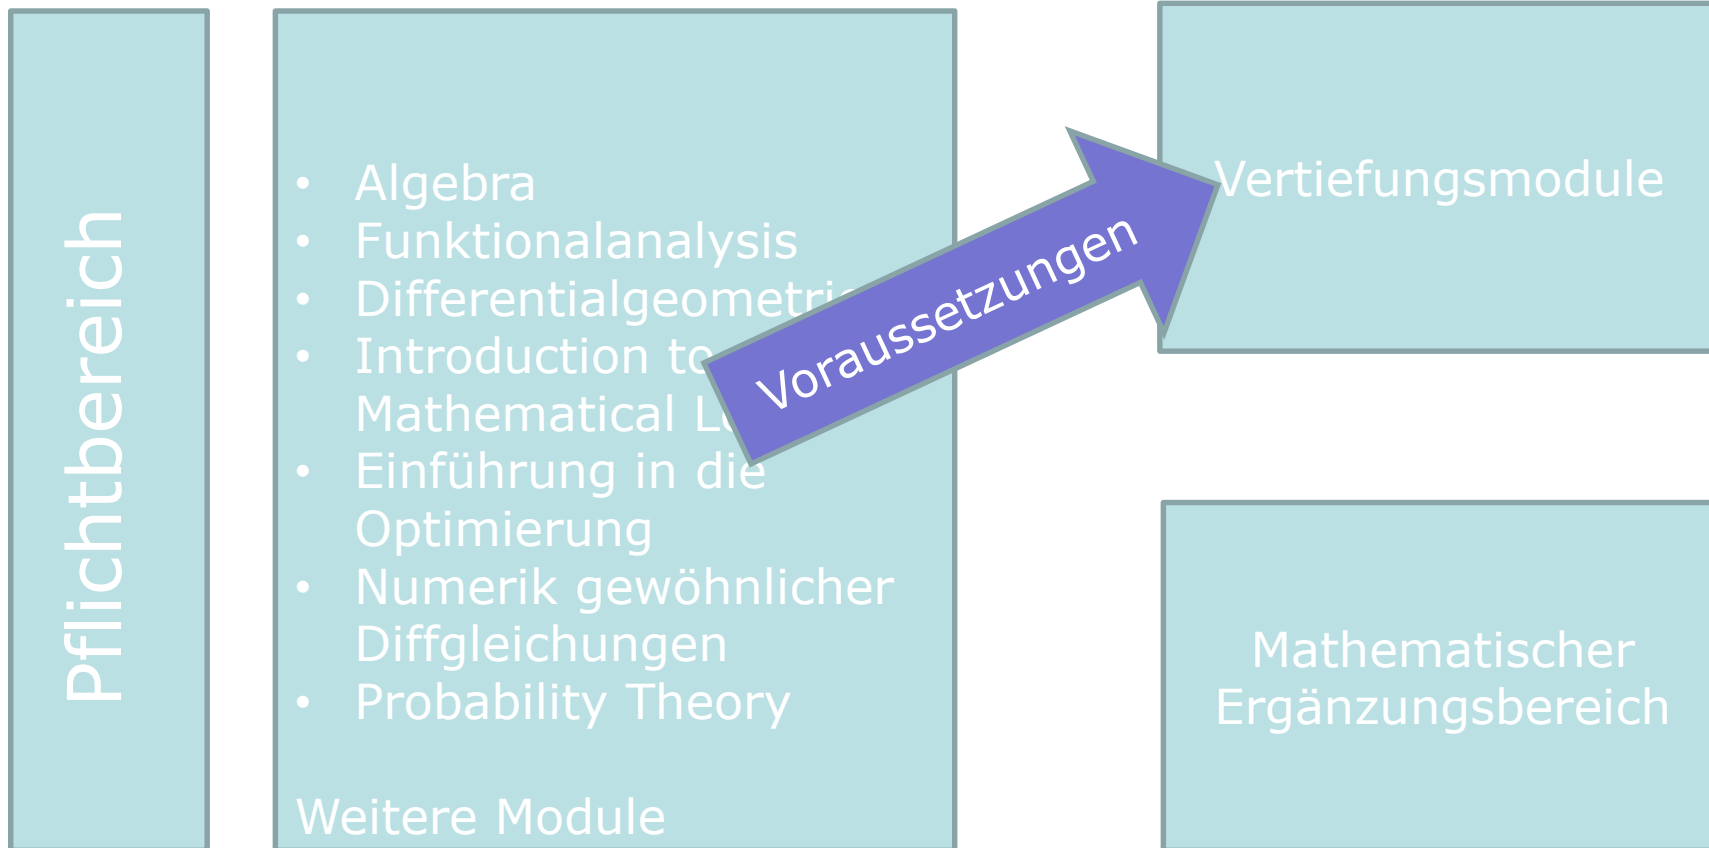 Pflichtbereich
• Algebra
• Funktionalanalysis
• Differentialgeometrie
• Introduction to
Mathematical
• Einführung in die
Optimierung
• Numerik gewöhnlicher
Diffgleichungen
• Probability Theory
Weitere Module
Voraussetzungen
Vertiefungsmodule
Mathematischer
Ergänzungsbereich